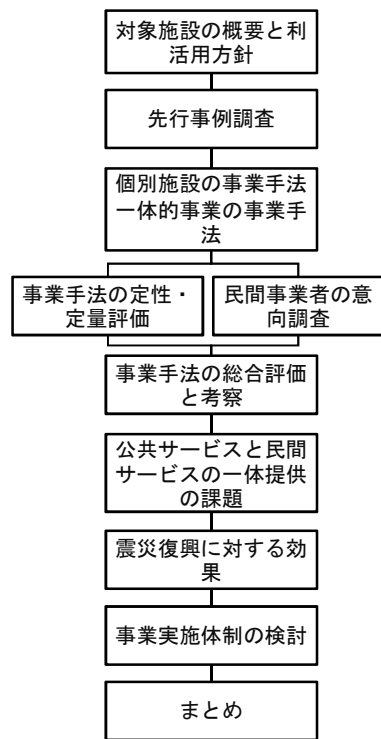 対象施設の概要と利
活用方針
先行事例調査
個別施設の事業手法
一体的事業の事業手
法
事業手法の定性・
定量評価
民間事業者の意
向調査
事業手法の総合評価
と考察
公共サービスと民間
サービスの一体提供
の課題
震災復興に対する効
果
事業実施体制の検討
まとめ